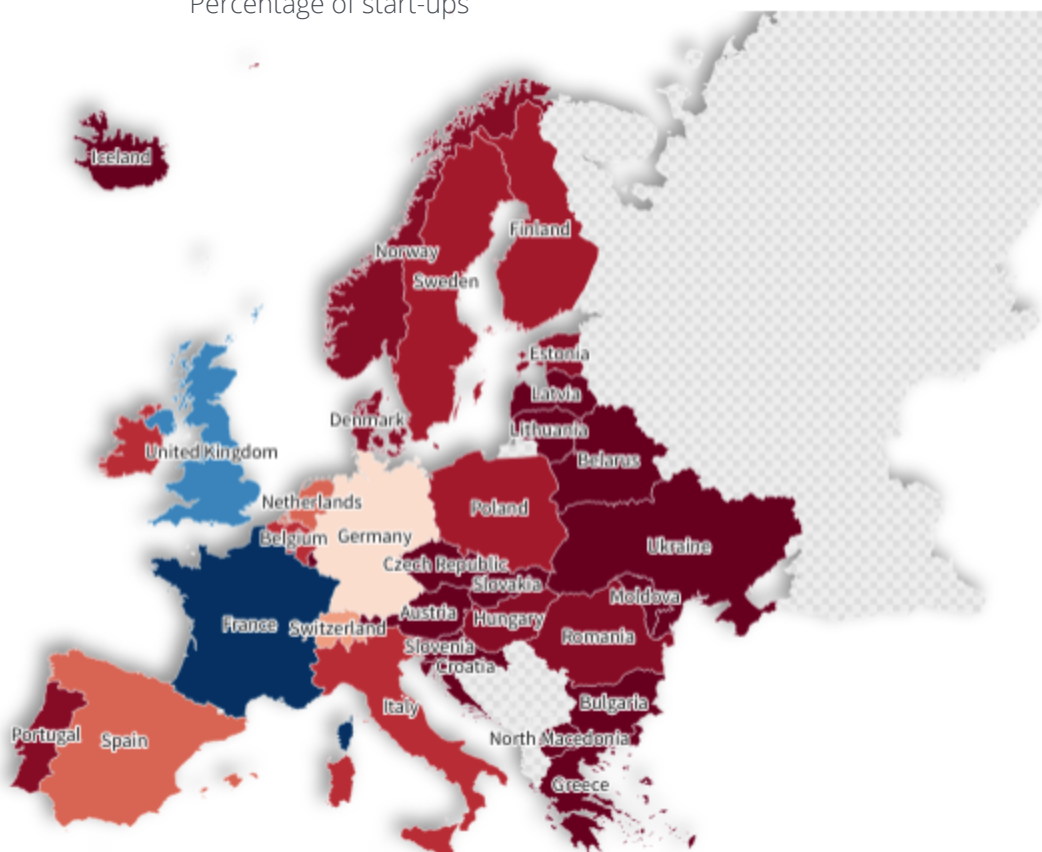 Percentage of start-ups
Iceland
Finland
Norway
Sweden
Estonia
Latvia
Denmark
Lithuania
United Kingdom
Belarus
Netherlands
Poland
Belgium
Germany
Ukraine
Czech Republic
Slovakia
Moldova
Austria
Hungary
France
Switzerland
Romania
Slovenia
Croatia
Bulgaria
Italy
Portugal
Spain
North Macedonia
Greece